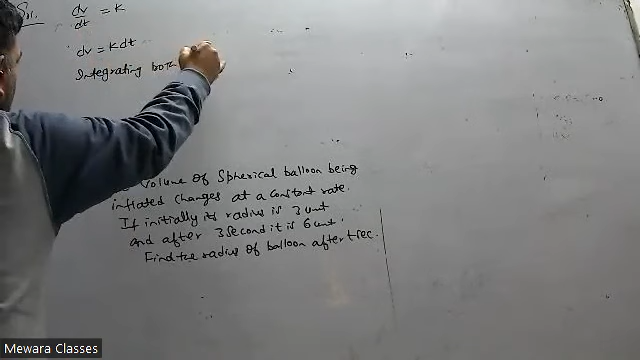 Sol.
dv/dt = K
dv = K dt
Integrating both
Volume of Spherical balloon being
inflated changes at a constant rate.
If initially its radius is 3 unit
and after 3 second it is 6 unit.
Find the radius of balloon after t sec.
Mewara Classes